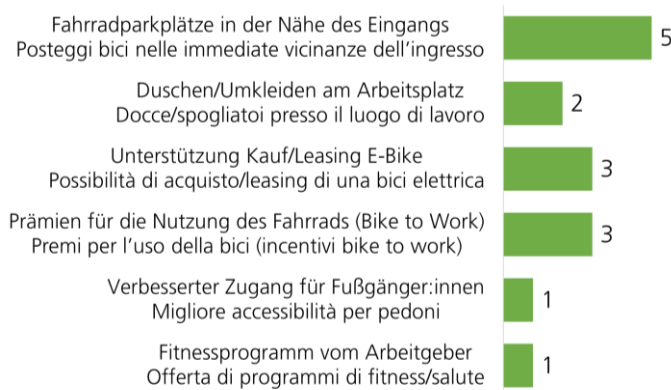 Fahrradparkplätze in der Nähe des Eingangs
Posteggi bici nelle immediate vicinanze dell’ingresso
5
Duschen/Umkleiden am Arbeitsplatz
Docce/spogliatoi presso il luogo di lavoro
2
Unterstützung Kauf/Leasing E-Bike
Possibilità di acquisto/leasing di una bici elettrica
3
Prämien für die Nutzung des Fahrrads (Bike to Work)
Premi per l’uso della bici (incentivi bike to work)
3
Verbesserter Zugang für Fußgänger:innen
Migliore accessibilità per pedoni
1
Fitnessprogramm vom Arbeitgeber
Offerta di programmi di fitness/salute
1